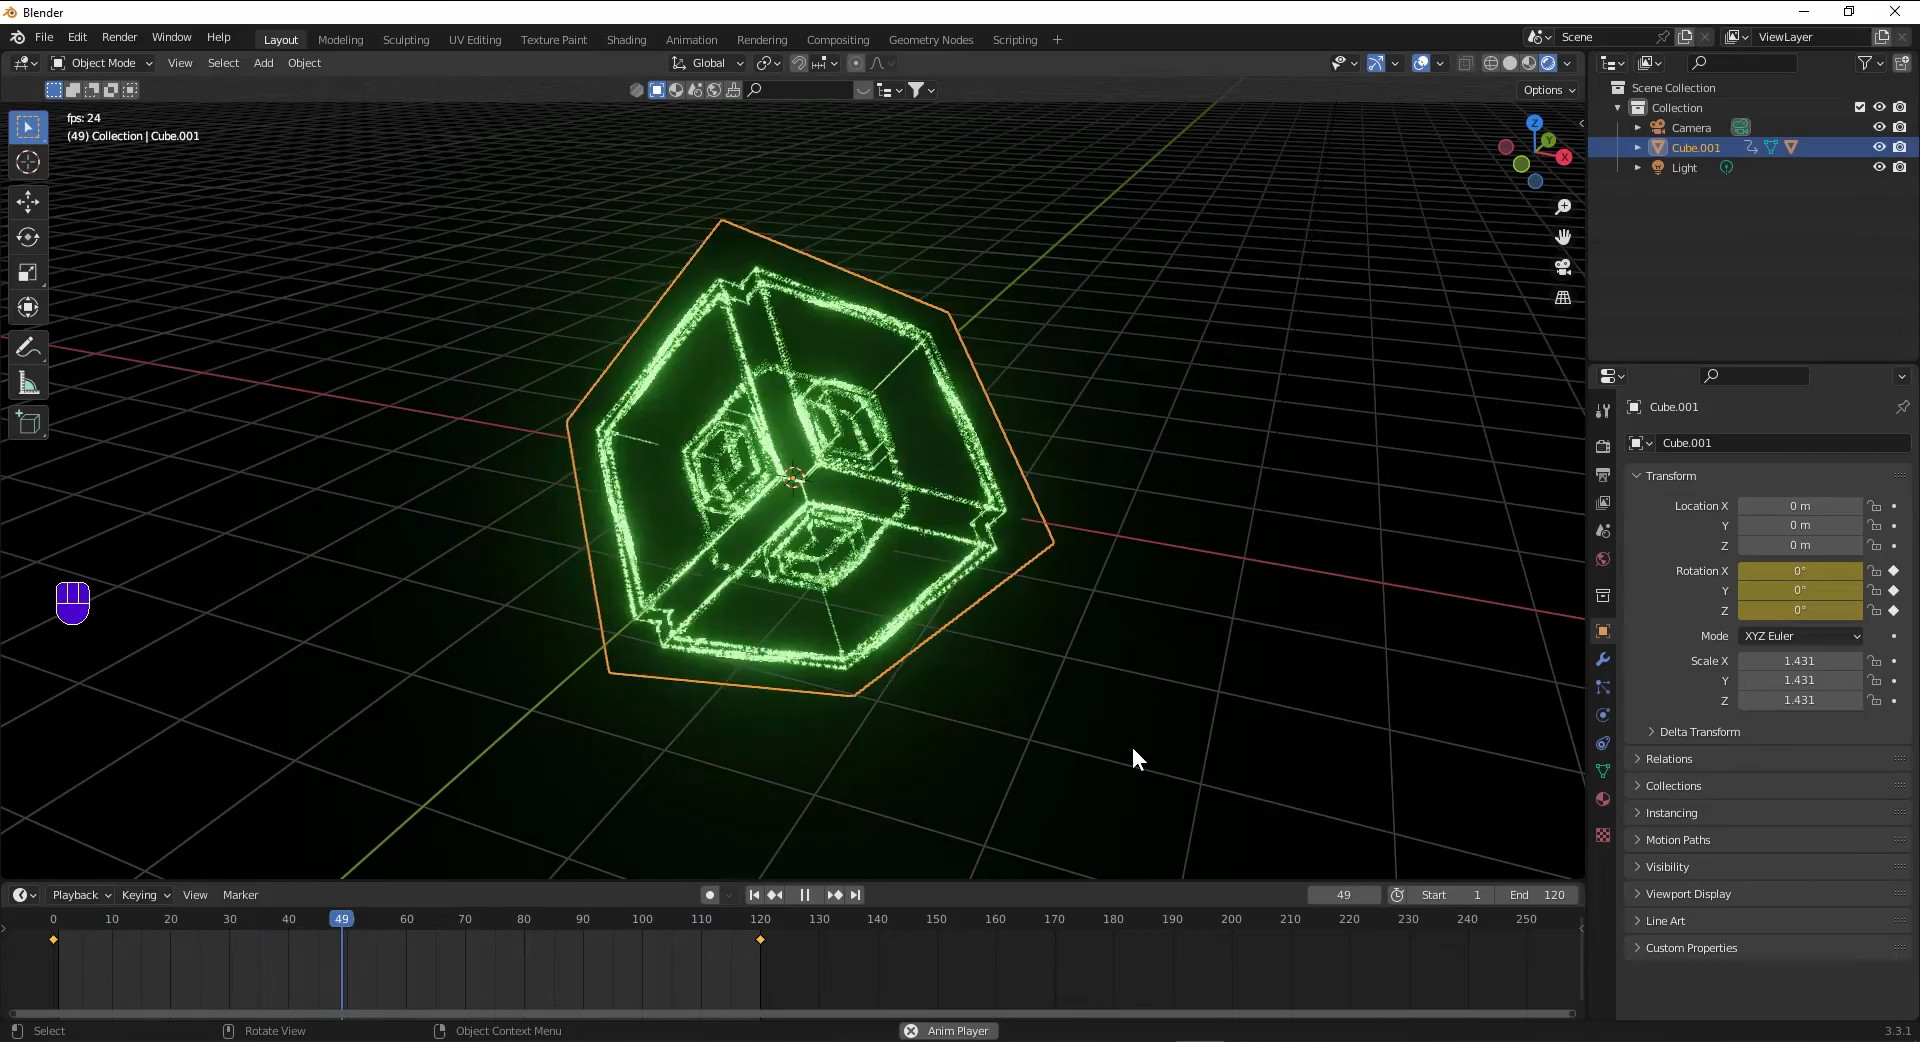 Blender
File Edit Render Window Help
Layout Modeling Sculpting UV Editing Texture Paint Shading Animation Rendering Compositing Geometry Nodes Scripting +
Scene
ViewLayer
Object Mode View Select Add Object
Global
Options
fps: 24
(49) Collection | Cube.001
Z
Y
X
Scene Collection
Collection
Camera
Cube.001
Light
Cube.001
Cube.001
Transform
Location X 0 m
Y 0 m
Z 0 m
Rotation X 0°
Y 0°
Z 0°
Mode XYZ Euler
Scale X 1.431
Y 1.431
Z 1.431
Delta Transform
Relations
Collections
Instancing
Motion Paths
Visibility
Viewport Display
Line Art
Custom Properties
Playback Keying View Marker
49 Start 1 End 120
0 10 20 30 40 49 60 70 80 90 100 110 120 130 140 150 160 170 180 190 200 210 220 230 240 250
Select Rotate View Object Context Menu Anim Player 3.3.1